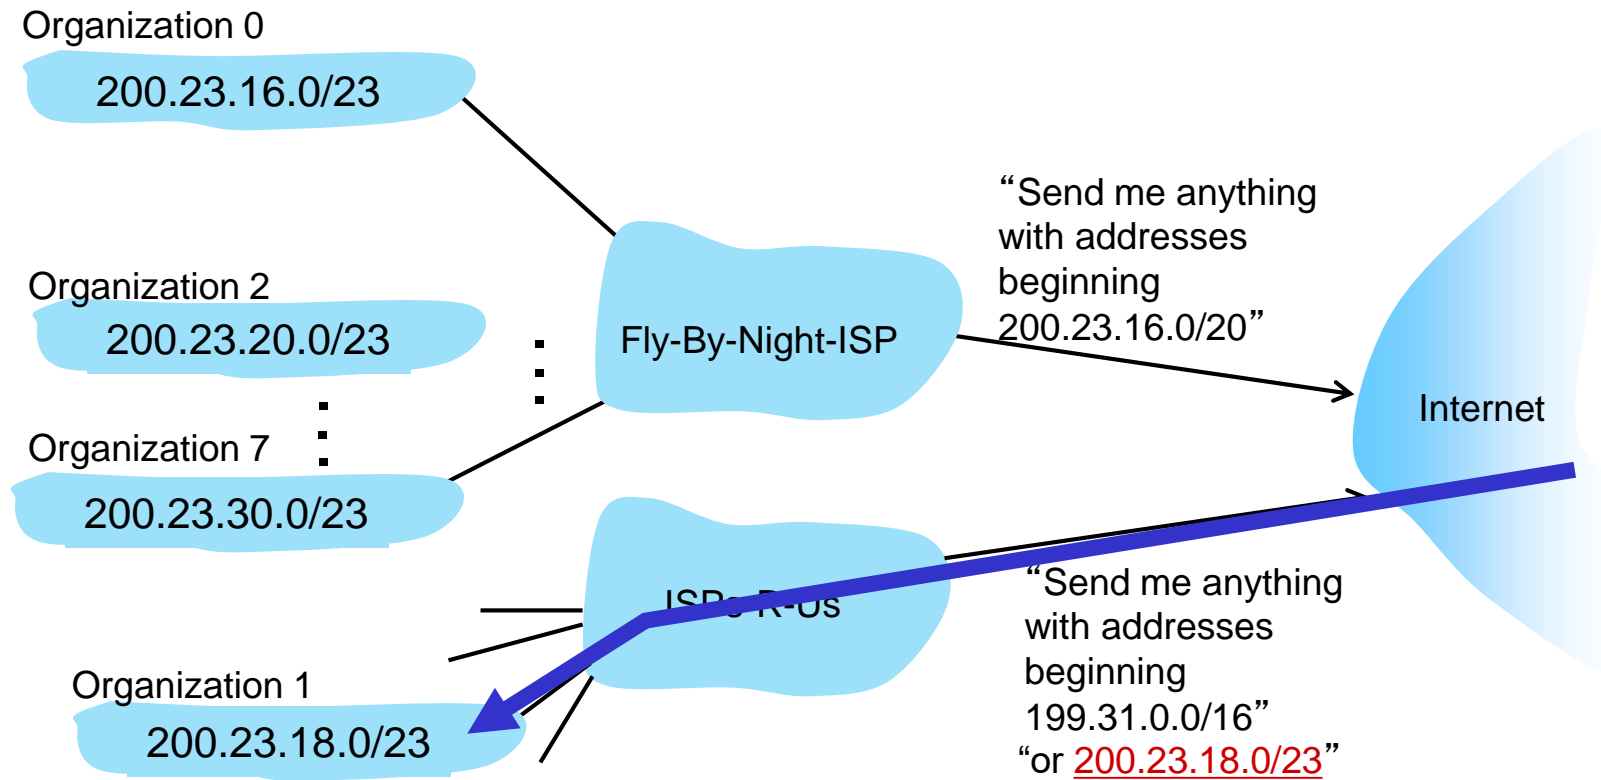 Organization 0
200.23.16.0/23
Organization 2
200.23.20.0/23
Organization 7
200.23.30.0/23
Fly-By-Night-ISP
“Send me anything
with addresses
beginning
200.23.16.0/20”
Internet
ISPs-R-Us
Organization 1
200.23.18.0/23
“Send me anything
with addresses
beginning
199.31.0.0/16”
“or 200.23.18.0/23”